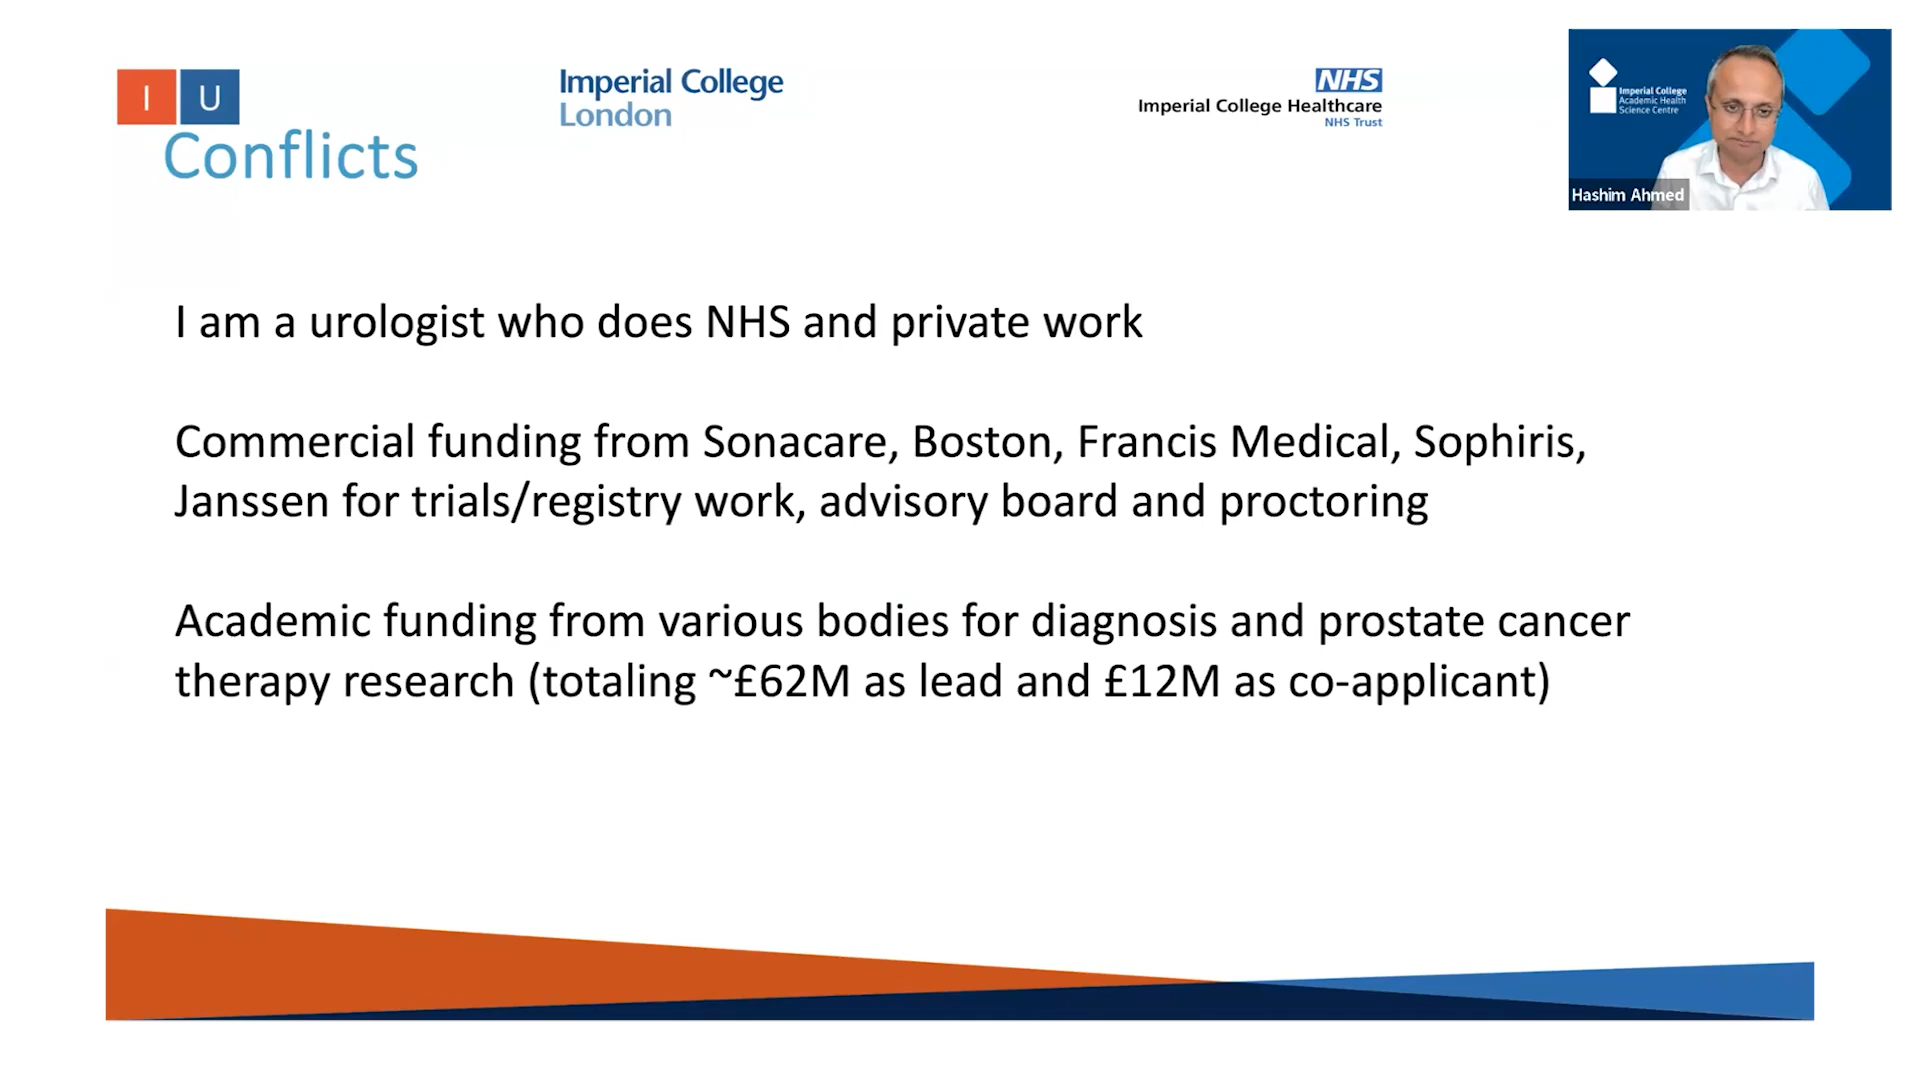 I U
Imperial College
London
NHS
Imperial College Healthcare
NHS Trust
Imperial College
Academic Health
Science Centre
Hashim Ahmed
Conflicts
I am a urologist who does NHS and private work
Commercial funding from Sonacare, Boston, Francis Medical, Sophiris,
Janssen for trials/registry work, advisory board and proctoring
Academic funding from various bodies for diagnosis and prostate cancer
therapy research (totaling ~£62M as lead and £12M as co-applicant)